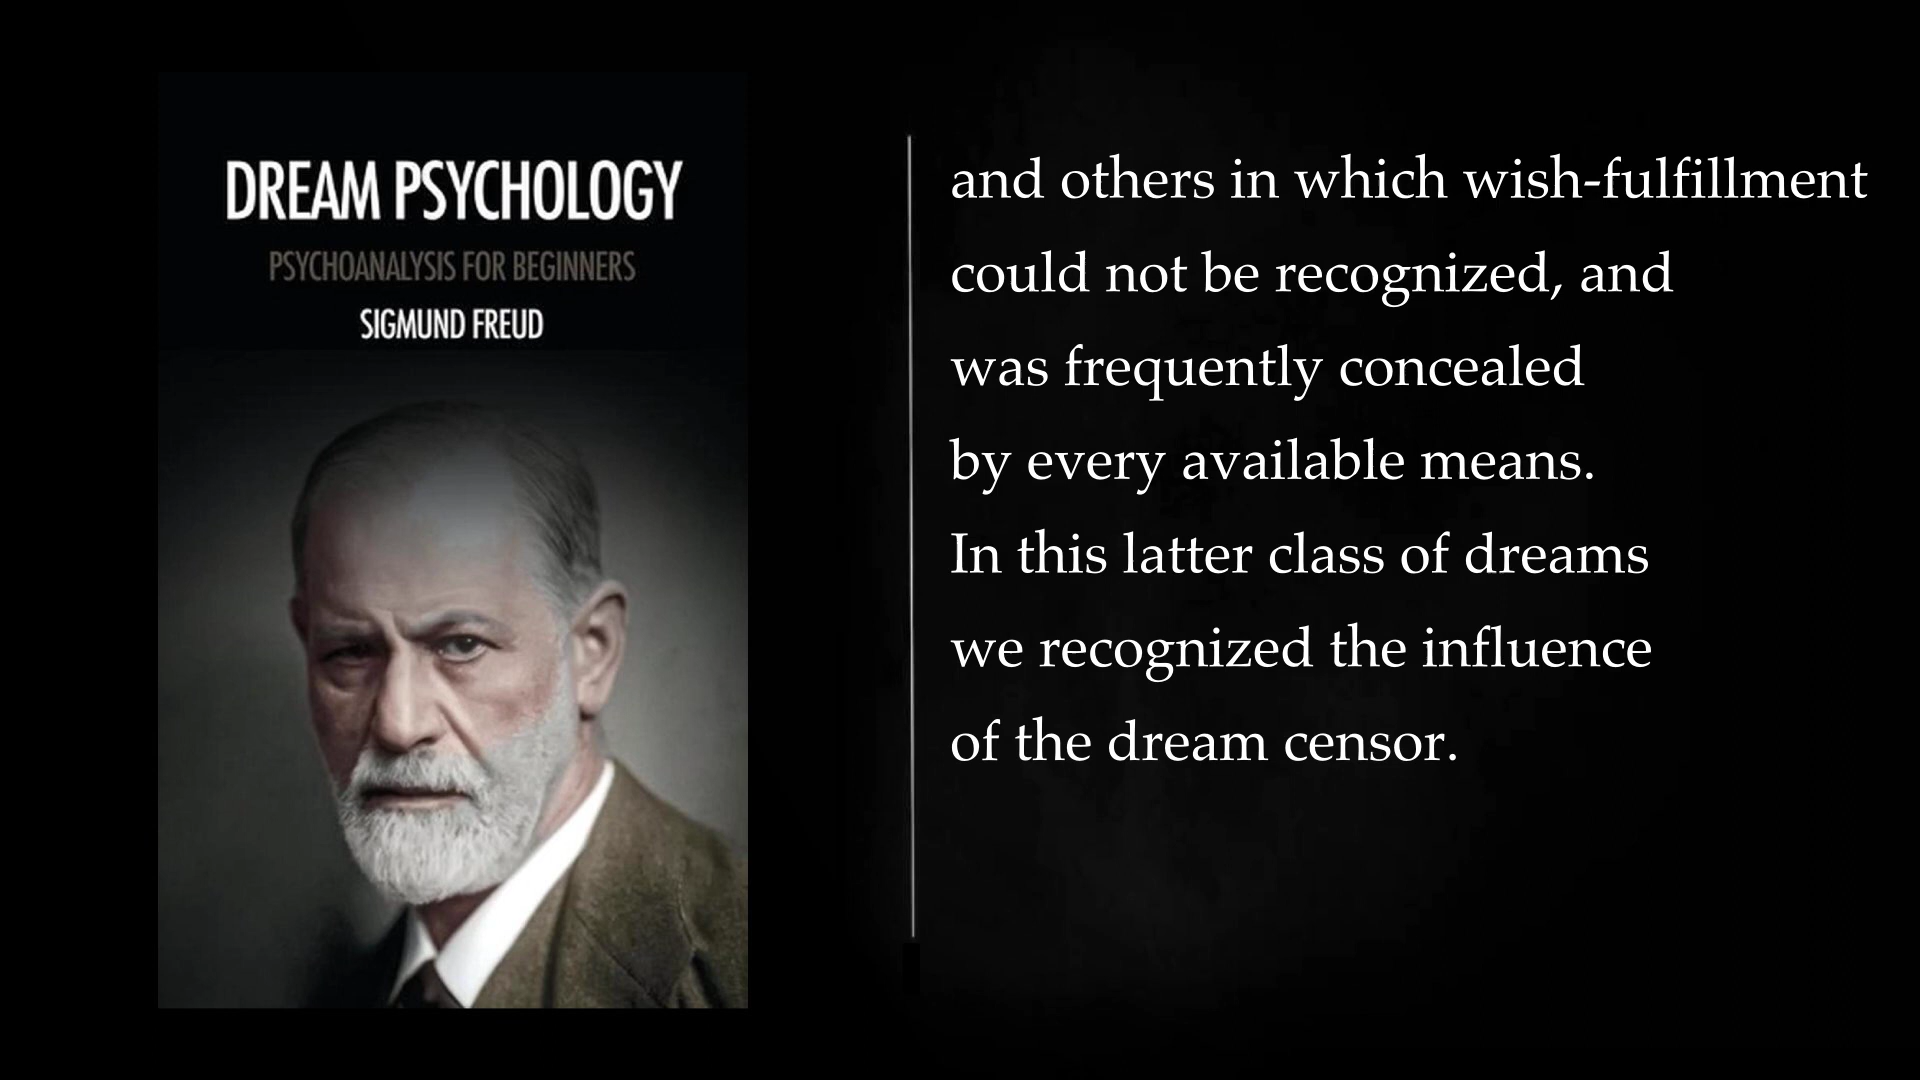 DREAM PSYCHOLOGY
PSYCHOANALYSIS FOR BEGINNERS
SIGMUND FREUD
and others in which wish-fulfillment
could not be recognized, and
was frequently concealed
by every available means.
In this latter class of dreams
we recognized the influence
of the dream censor.